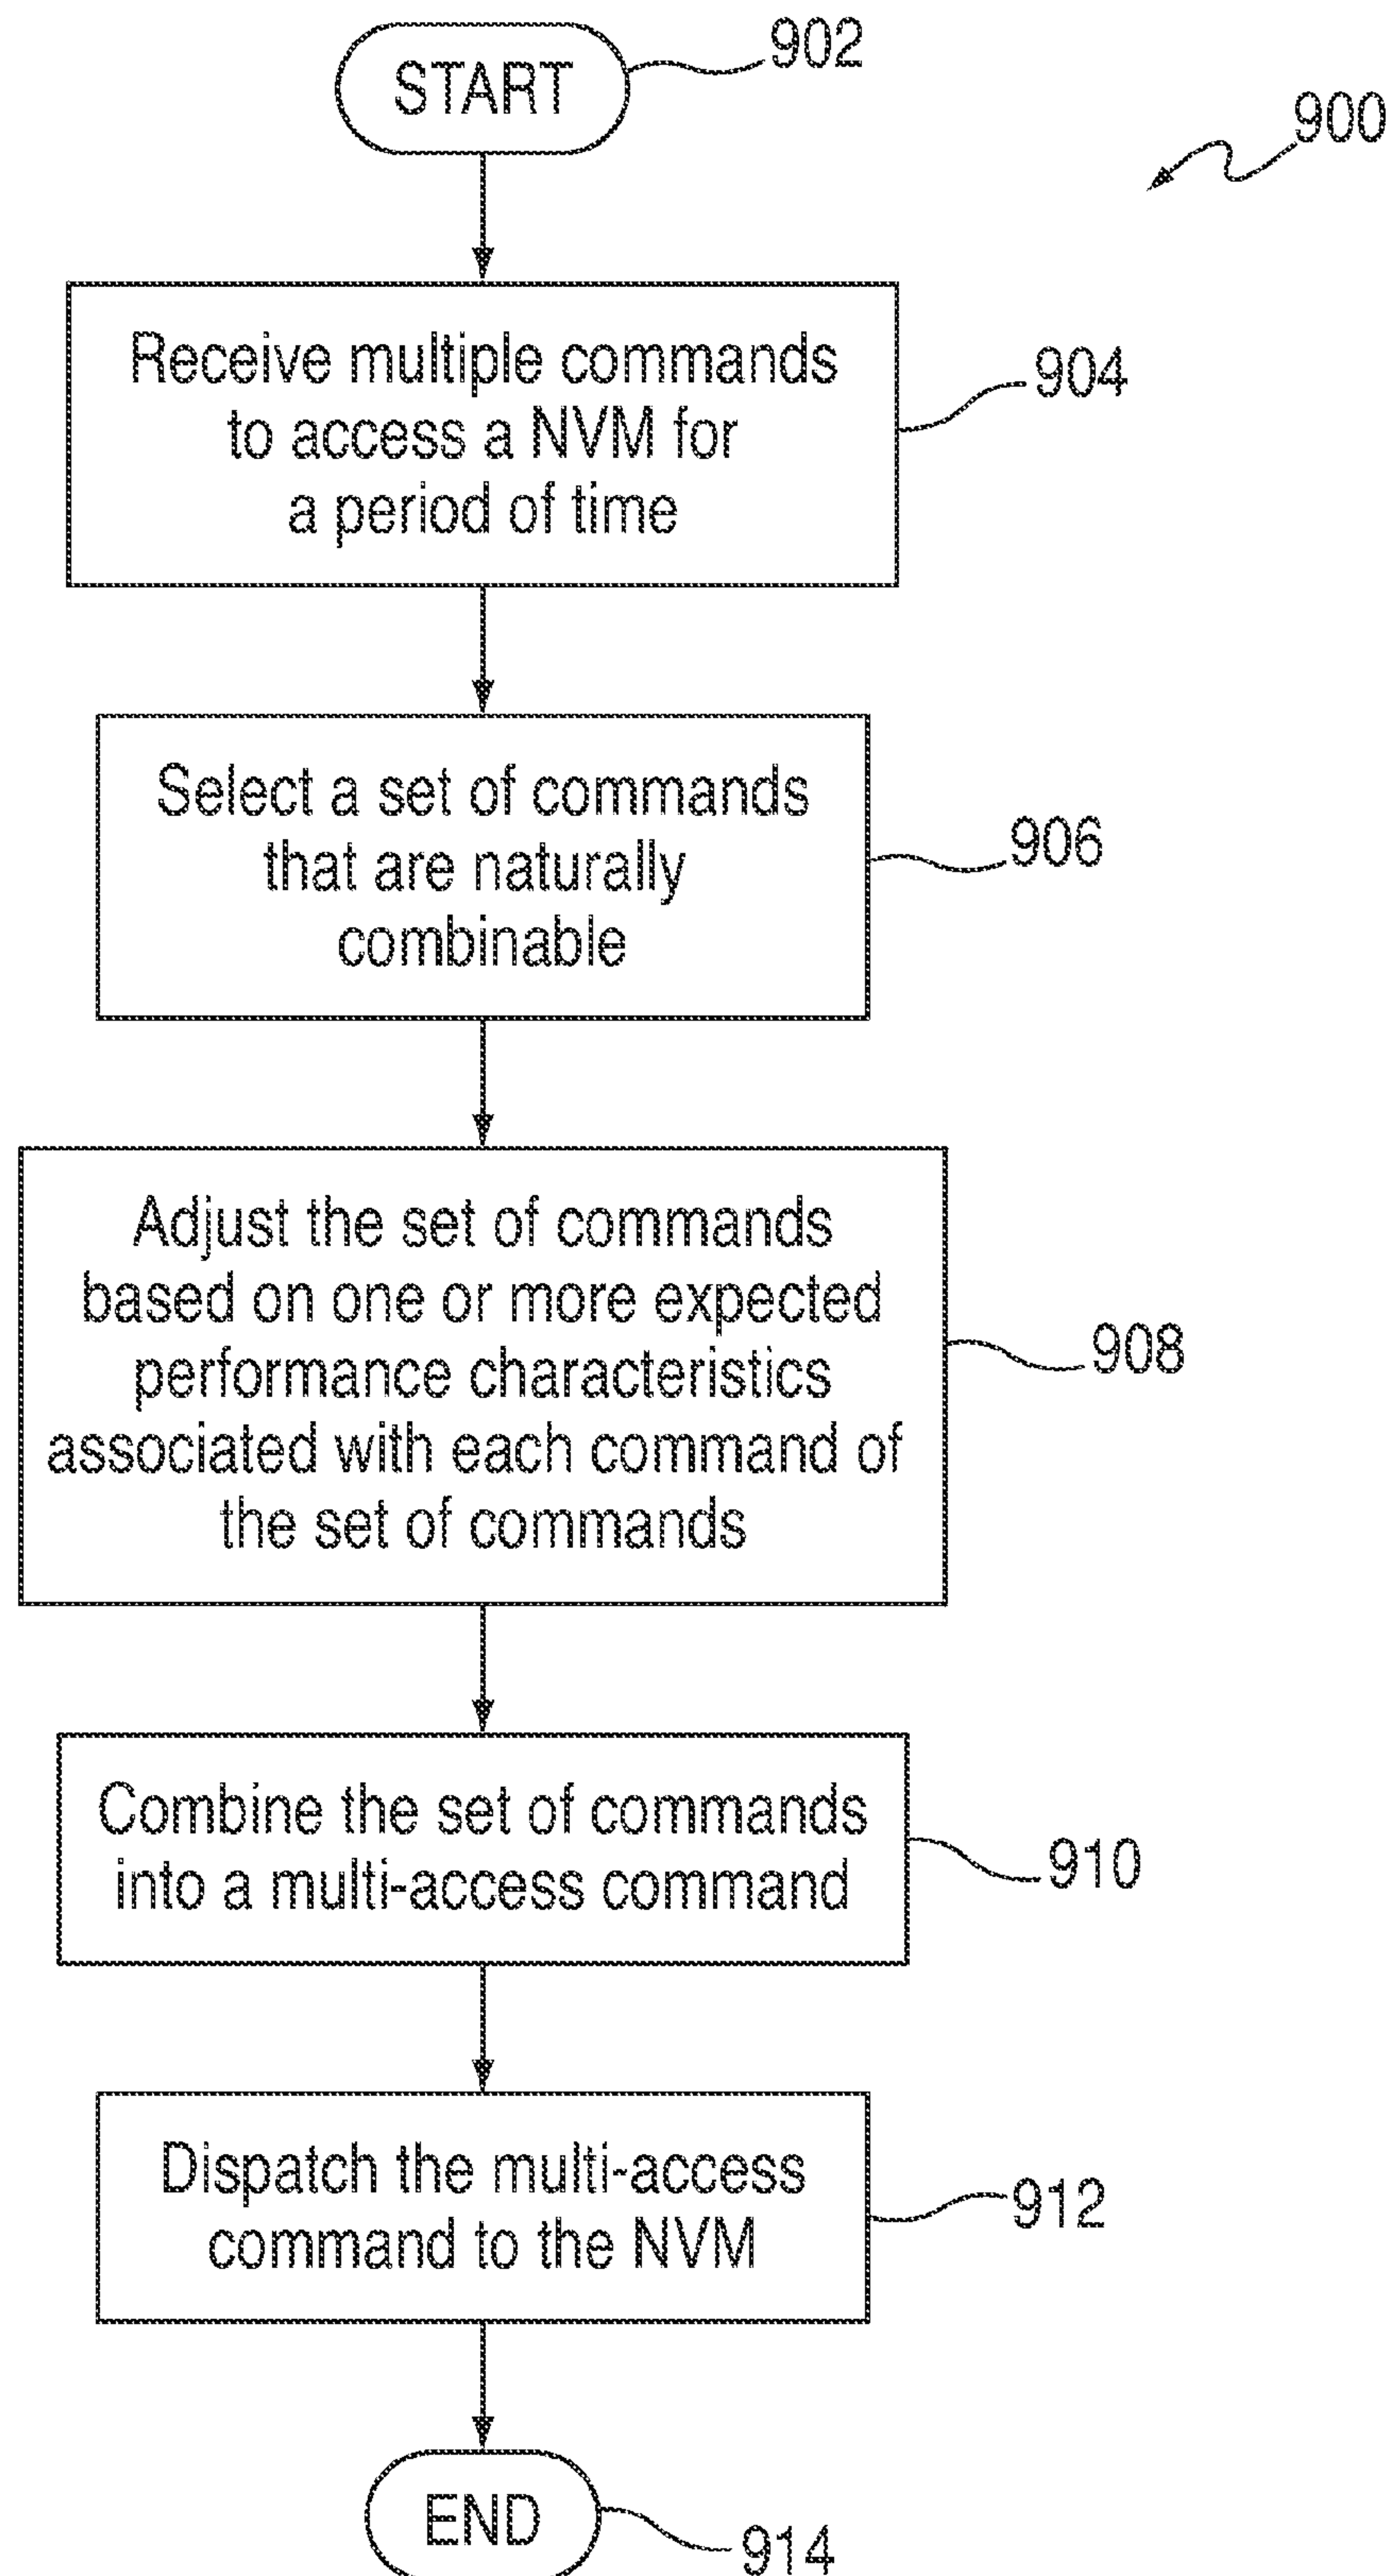 START
902
900
Receive multiple commands
to access a NVM for
a period of time
904
Select a set of commands
that are naturally
combinable
906
Adjust the set of commands
based on one or more expected
performance characteristics
associated with each command of
the set of commands
908
Combine the set of commands
into a multi-access command
910
Dispatch the multi-access
command to the NVM
912
END
914